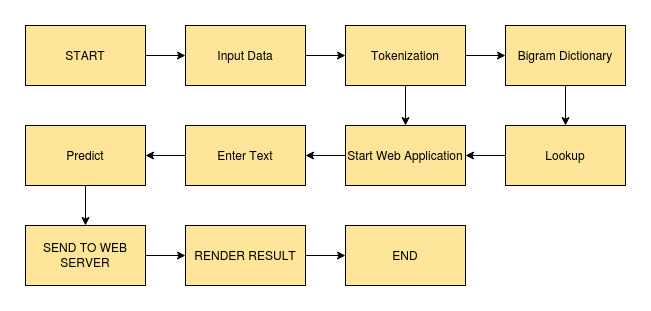 START
Input Data
Tokenization
Bigram Dictionary
Predict
Enter Text
Start Web Application
Lookup
SEND TO WEB
SERVER
RENDER RESULT
END